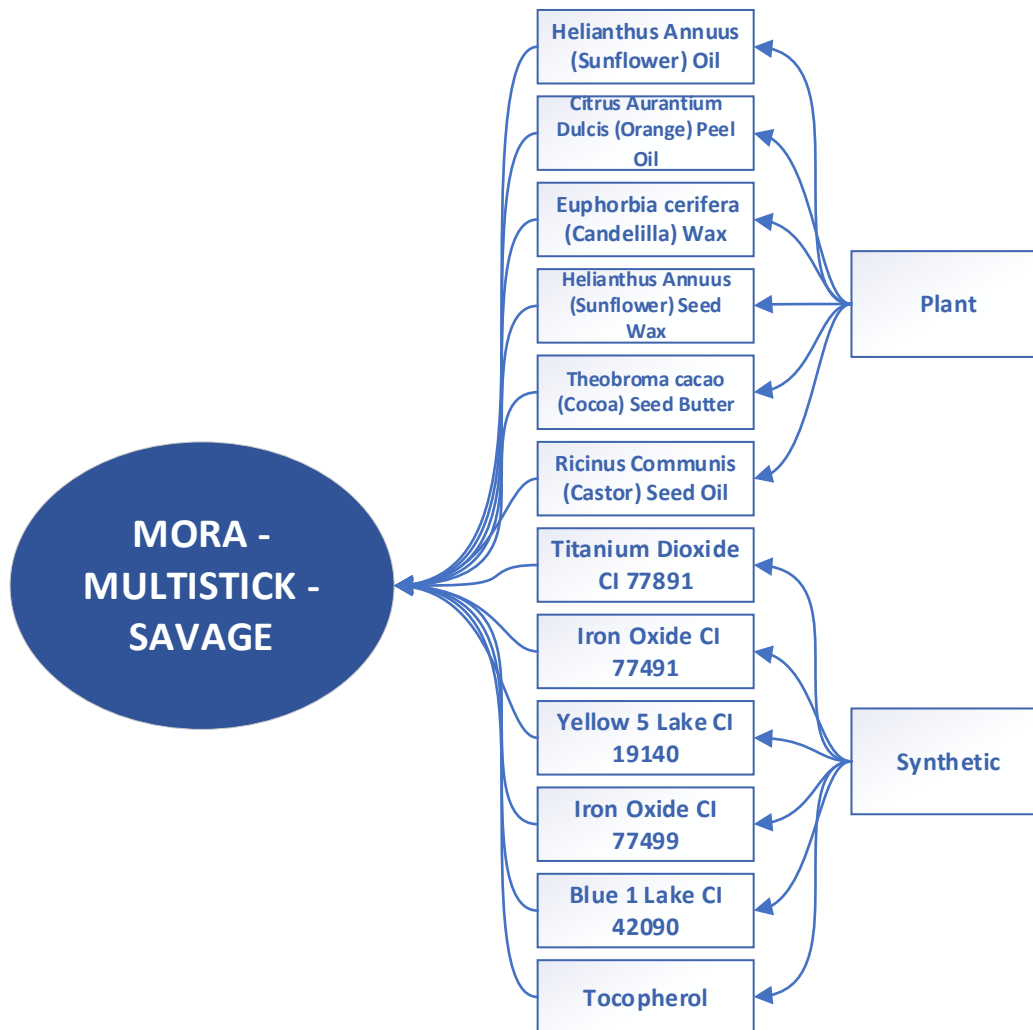 Helianthus Annuus
(Sunflower) Oil
Citrus Aurantium
Dulcis (Orange) Peel
Oil
Euphorbia cerifera
(Candelilla) Wax
Helianthus Annuus
(Sunflower) Seed
Wax
Theobroma cacao
(Cocoa) Seed Butter
Ricinus Communis
(Castor) Seed Oil
Titanium Dioxide
CI 77891
Iron Oxide CI
77491
Yellow 5 Lake CI
19140
Iron Oxide CI
77499
Blue 1 Lake CI
42090
Tocopherol
Plant
Synthetic
MORA -
MULTISTICK -
SAVAGE